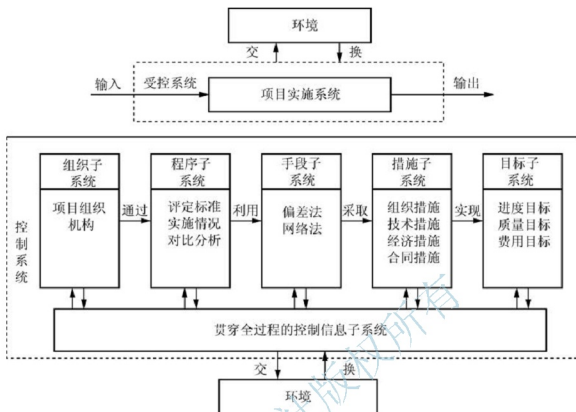 环境
交 换
输入 受控系统 项目实施系统 输出
控制系统
组织子系统
项目组织
机构
通过
程序子系统
评定标准
实施情况
对比分析
利用
手段子系统
偏差法
网络法
采取
措施子系统
组织措施
技术措施
经济措施
合同措施
实现
目标子系统
进度目标
质量目标
费用目标
贯穿全过程的控制信息子系统
交 换
环境
版权所有